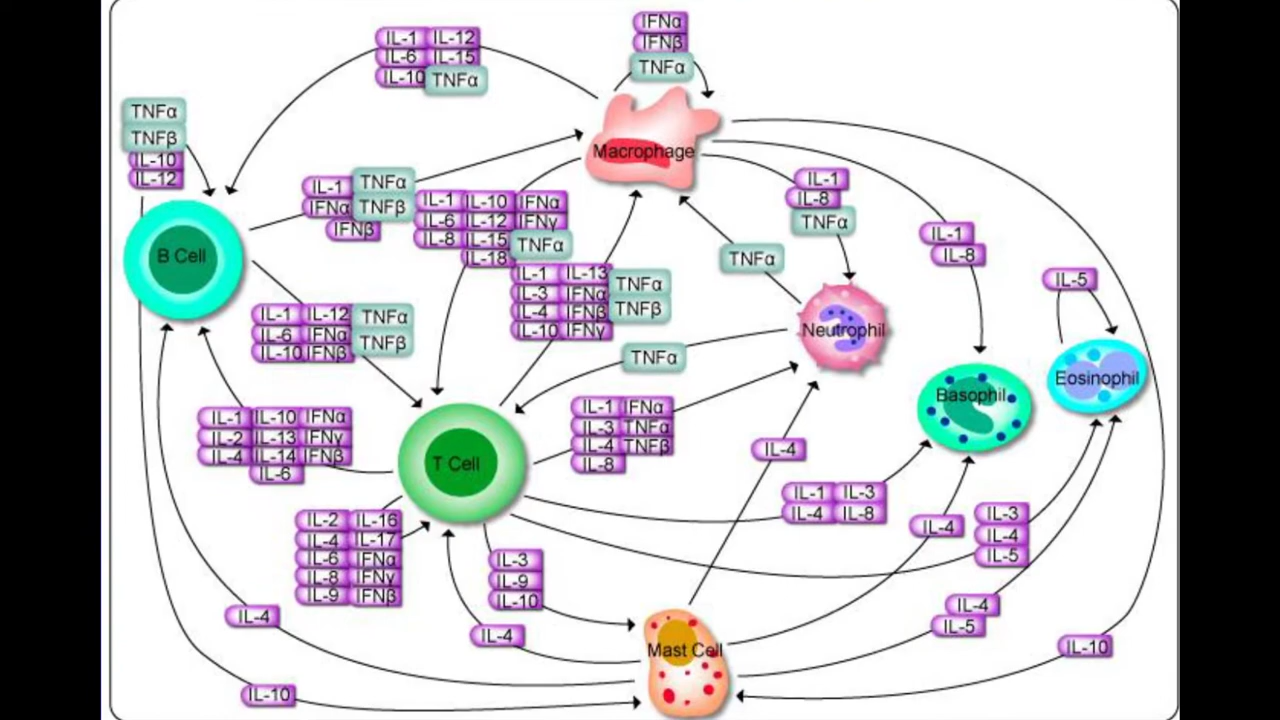 IFNα
IFNβ
TNFα
IL-1 IL-12
IL-6 IL-15
IL-10 TNFα
TNFα
TNFβ
IL-10
IL-12
Macrophage
IL-1 TNFα
IFNα TNFβ
IFNβ
IL-1 IL-10 IFNα
IL-6 IL-12 IFNγ
IL-8 IL-15 TNFα
IL-18
IL-1
IL-8
TNFα
IL-1
IL-8
B Cell
TNFα
IL-1 IL-13 TNFα
IL-3 IFNα TNFβ
IL-4 IFNβ
IL-10 IFNγ
IL-5
IL-1 IL-12 TNFα
IL-6 IFNα TNFβ
IL-10 IFNβ
Neutrophil
TNFα
Eosinophil
Basophil
IL-1 IL-10 IFNα
IL-2 IL-13 IFNγ
IL-4 IL-14 IFNβ
IL-6
T Cell
IL-1 IFNα
IL-3 TNFα
IL-4 TNFβ
IL-8
IL-4
IL-1 IL-3
IL-4 IL-8
IL-2 IL-16
IL-4 IL-17
IL-6 IFNα
IL-8 IFNγ
IL-9 IFNβ
IL-4
IL-3
IL-4
IL-5
IL-3
IL-9
IL-10
IL-4
IL-4
IL-4
IL-5
Mast Cell
IL-10
IL-10